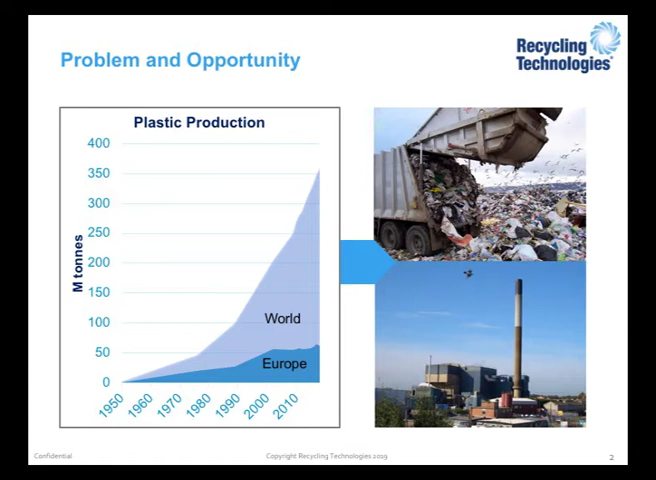 Problem and Opportunity
Recycling
Technologies
Plastic Production
400
350
300
250
200
150
100
50
0
M tonnes
World
Europe
1950
1960
1970
1980
1990
2000
2010
Confidential
Copyright Recycling Technologies 2019
2